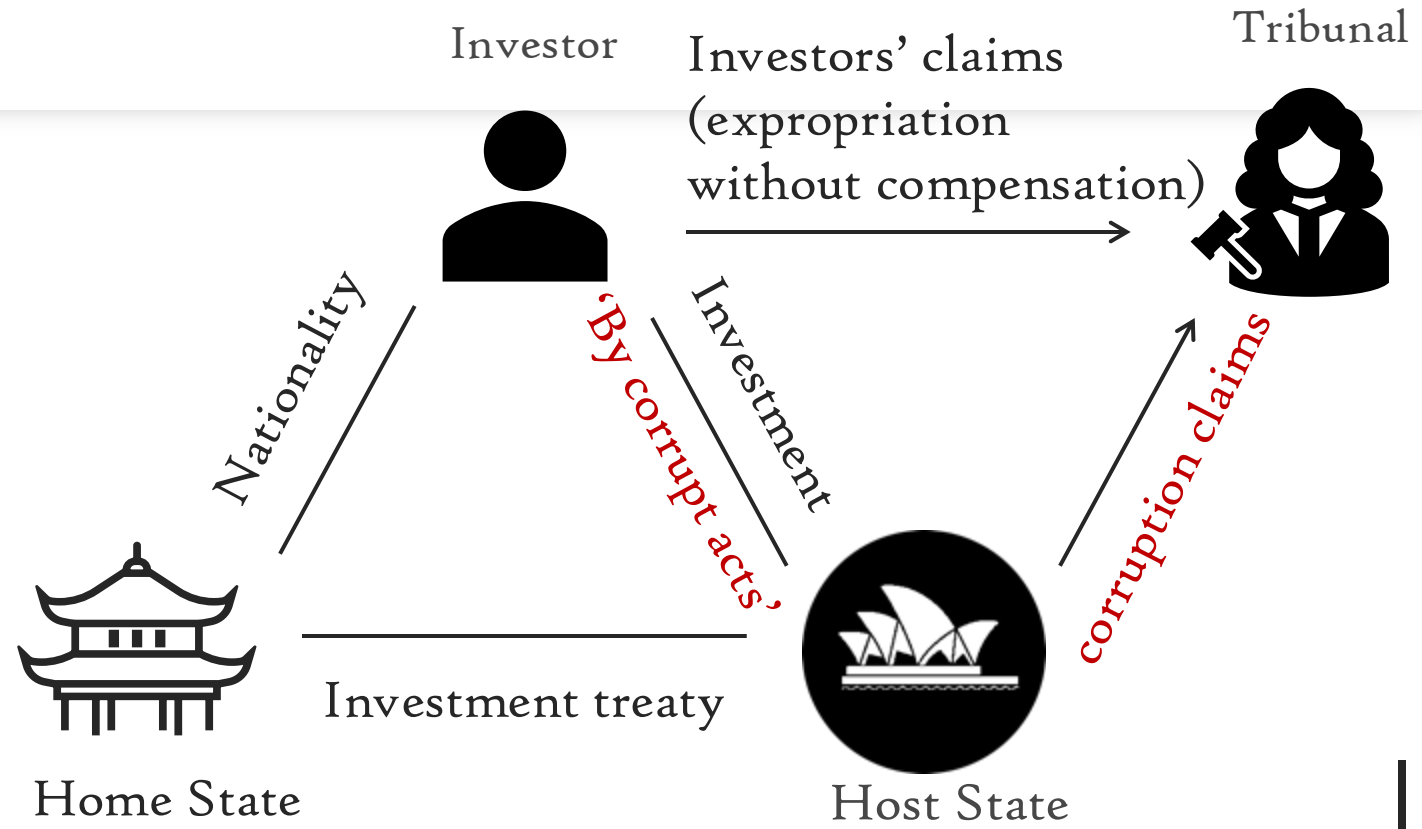 Investor
Tribunal
Investors’ claims
(expropriation
without compensation)
Nationality
‘By corrupt acts’
Investment
corruption claims
Investment treaty
Home State
Host State